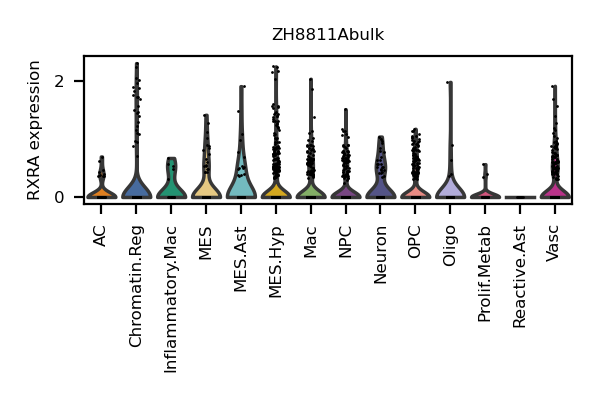 ZH8811Abulk
RXRA expression
2
0
AC
Chromatin.Reg
Inflammatory.Mac
MES
MES.Ast
MES.Hyp
Mac
NPC
Neuron
OPC
Oligo
Prolif.Metab
Reactive.Ast
Vasc